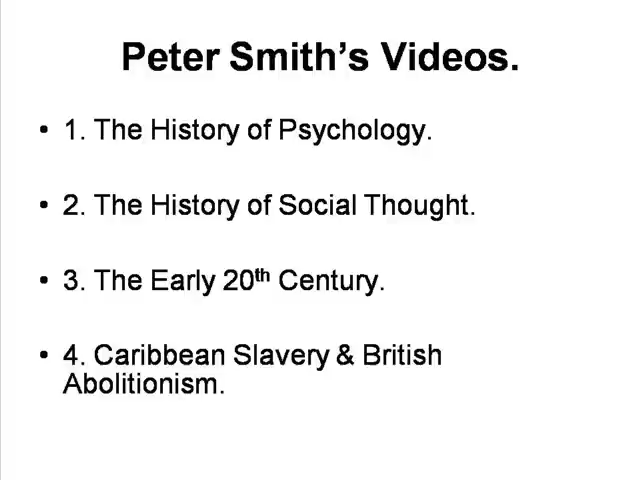 Peter Smith's Videos.
• 1. The History of Psychology.
• 2. The History of Social Thought.
• 3. The Early 20th Century.
• 4. Caribbean Slavery & British
Abolitionism.